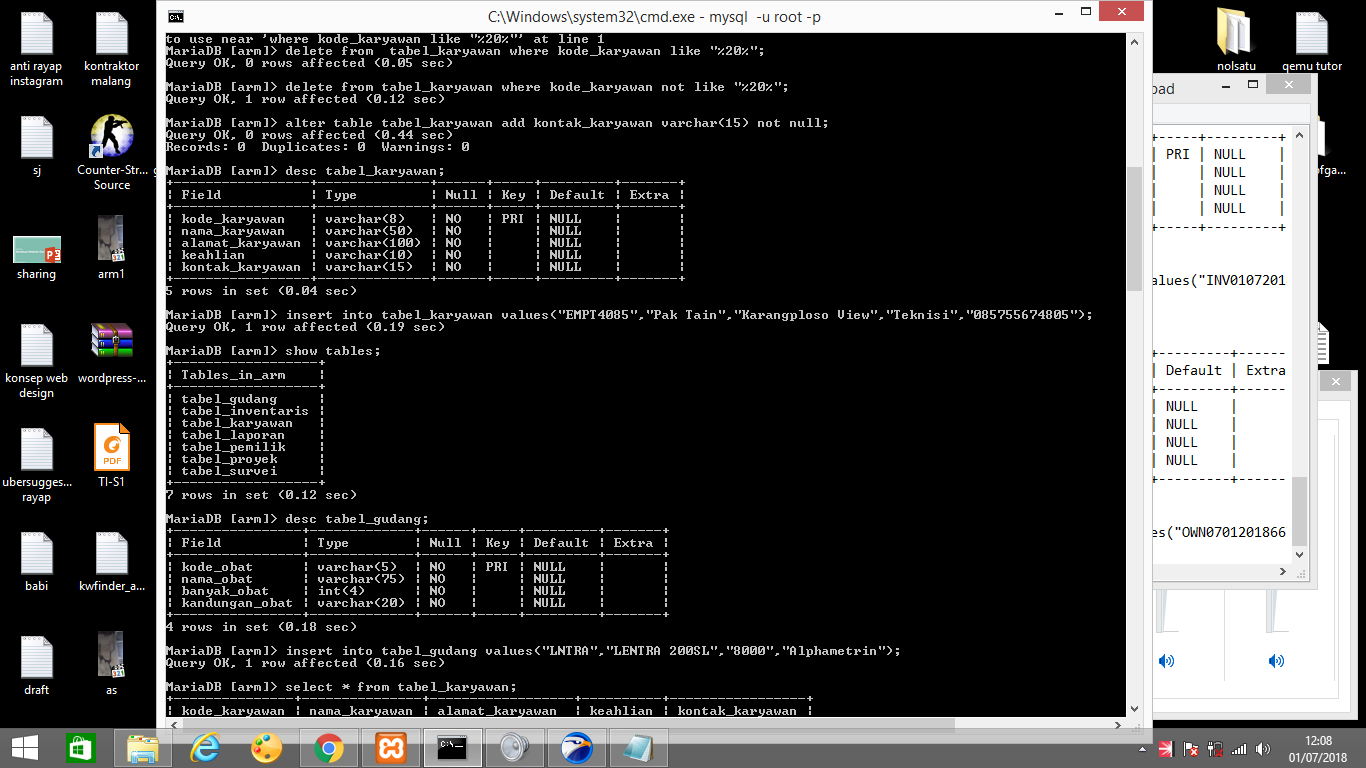 C:\Windows\system32\cmd.exe - mysql  -u root -p
to use near 'where kode_karyawan like "%20%"' at line 1
MariaDB [arm]> delete from  tabel_karyawan where kode_karyawan like "%20%";
Query OK, 0 rows affected (0.05 sec)
MariaDB [arm]> delete from tabel_karyawan where kode_karyawan not like "%20%";
Query OK, 1 row affected (0.12 sec)
MariaDB [arm]> alter table tabel_karyawan add kontak_karyawan varchar(15) not null;
Query OK, 0 rows affected (0.44 sec)
Records: 0  Duplicates: 0  Warnings: 0
MariaDB [arm]> desc tabel_karyawan;
| Field | Type | Null | Key | Default | Extra |
| kode_karyawan | varchar(8) | NO | PRI | NULL | |
| nama_karyawan | varchar(50) | NO | | NULL | |
| alamat_karyawan | varchar(100) | NO | | NULL | |
| keahlian | varchar(10) | NO | | NULL | |
| kontak_karyawan | varchar(15) | NO | | NULL | |
5 rows in set (0.04 sec)
MariaDB [arm]> insert into tabel_karyawan values("EMPT4085","Pak Tain","Karangploso View","Teknisi","085755674805");
Query OK, 1 row affected (0.19 sec)
MariaDB [arm]> show tables;
| Tables_in_arm |
| tabel_gudang |
| tabel_inventaris |
| tabel_karyawan |
| tabel_laporan |
| tabel_pemilik |
| tabel_proyek |
| tabel_survei |
7 rows in set (0.12 sec)
MariaDB [arm]> desc tabel_gudang;
| Field | Type | Null | Key | Default | Extra |
| kode_obat | varchar(5) | NO | PRI | NULL | |
| nama_obat | varchar(75) | NO | | NULL | |
| banyak_obat | int(4) | NO | | NULL | |
| kandungan_obat | varchar(20) | NO | | NULL | |
4 rows in set (0.18 sec)
MariaDB [arm]> insert into tabel_gudang values("LNTRA","LENTRA 200SL","8000","Alphametrin");
Query OK, 1 row affected (0.16 sec)
MariaDB [arm]> select * from tabel_karyawan;
| kode_karyawan | nama_karyawan | alamat_karyawan | keahlian | kontak_karyawan |
anti rayap instagram
kontraktor malang
sj
Counter-Str... Source
sharing
arm1
konsep web design
wordpress-...
ubersugges... rayap
PDF
TI-S1
babi
kwfinder_a...
draft
as
nolsatu
qemu tutor
ofga...
pad
| PRI | NULL |
| NULL |
| NULL |
| NULL |
alues("INV0107201
| Default | Extra
| NULL |
| NULL |
| NULL |
| NULL |
es("OWN0701201866
12:08
01/07/2018